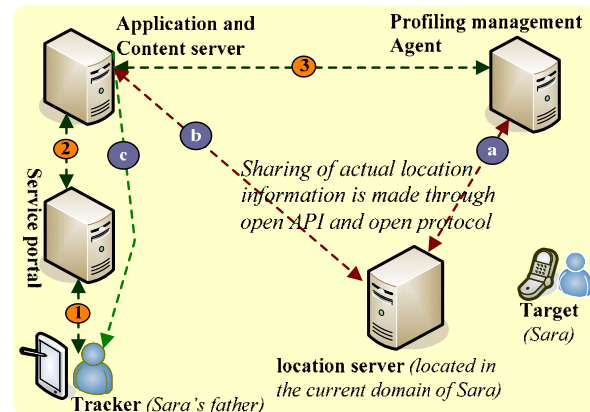 Application and
Content server
Profiling management
Agent
3
b
a
2
c
Sharing of actual location
information is made through
open API and open protocol
Service portal
1
Target
(Sara)
location server (located in
the current domain of Sara)
Tracker (Sara's father)